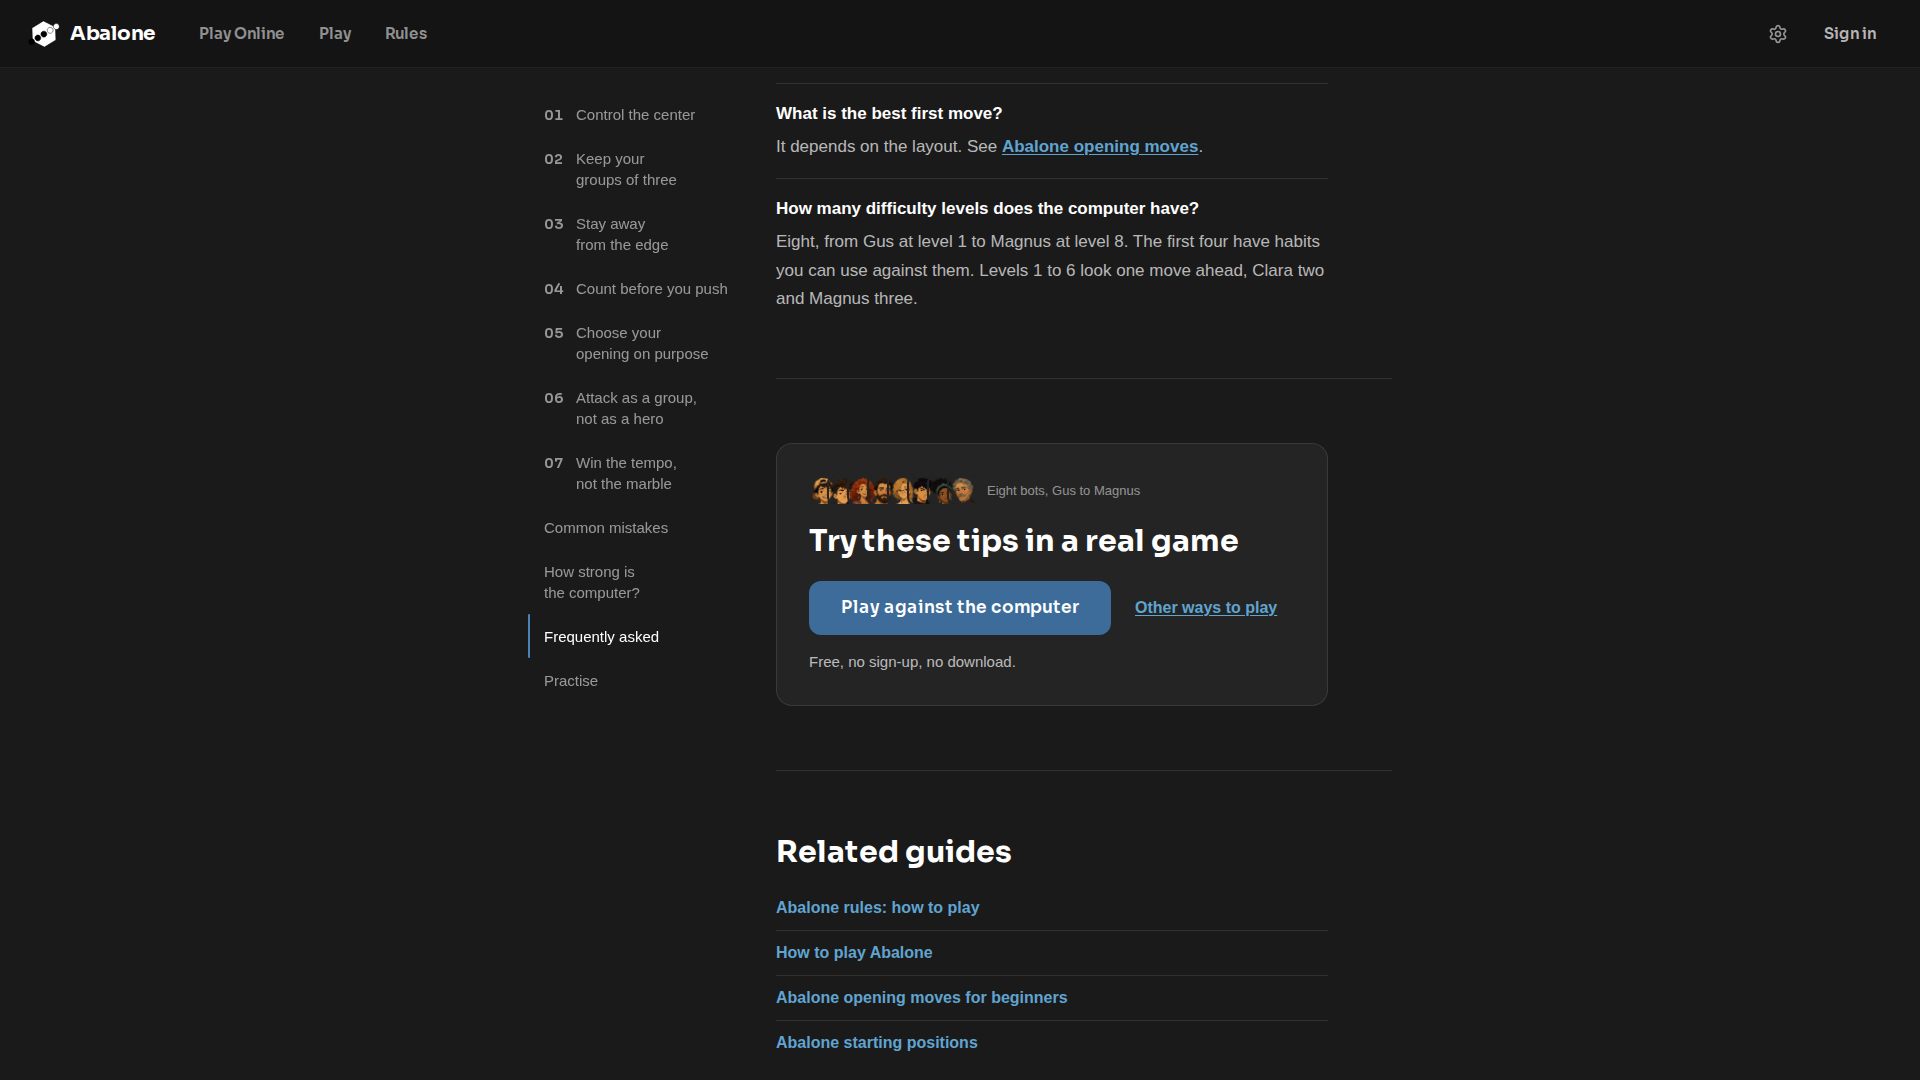 Abalone
Play Online
Play
Rules
Sign in
01 Control the center
02 Keep your
groups of three
03 Stay away
from the edge
04 Count before you push
05 Choose your
opening on purpose
06 Attack as a group,
not as a hero
07 Win the tempo,
not the marble
Common mistakes
How strong is
the computer?
Frequently asked
Practise
What is the best first move?
It depends on the layout. See Abalone opening moves.
How many difficulty levels does the computer have?
Eight, from Gus at level 1 to Magnus at level 8. The first four have habits
you can use against them. Levels 1 to 6 look one move ahead, Clara two
and Magnus three.
Eight bots, Gus to Magnus
Try these tips in a real game
Play against the computer
Other ways to play
Free, no sign-up, no download.
Related guides
Abalone rules: how to play
How to play Abalone
Abalone opening moves for beginners
Abalone starting positions